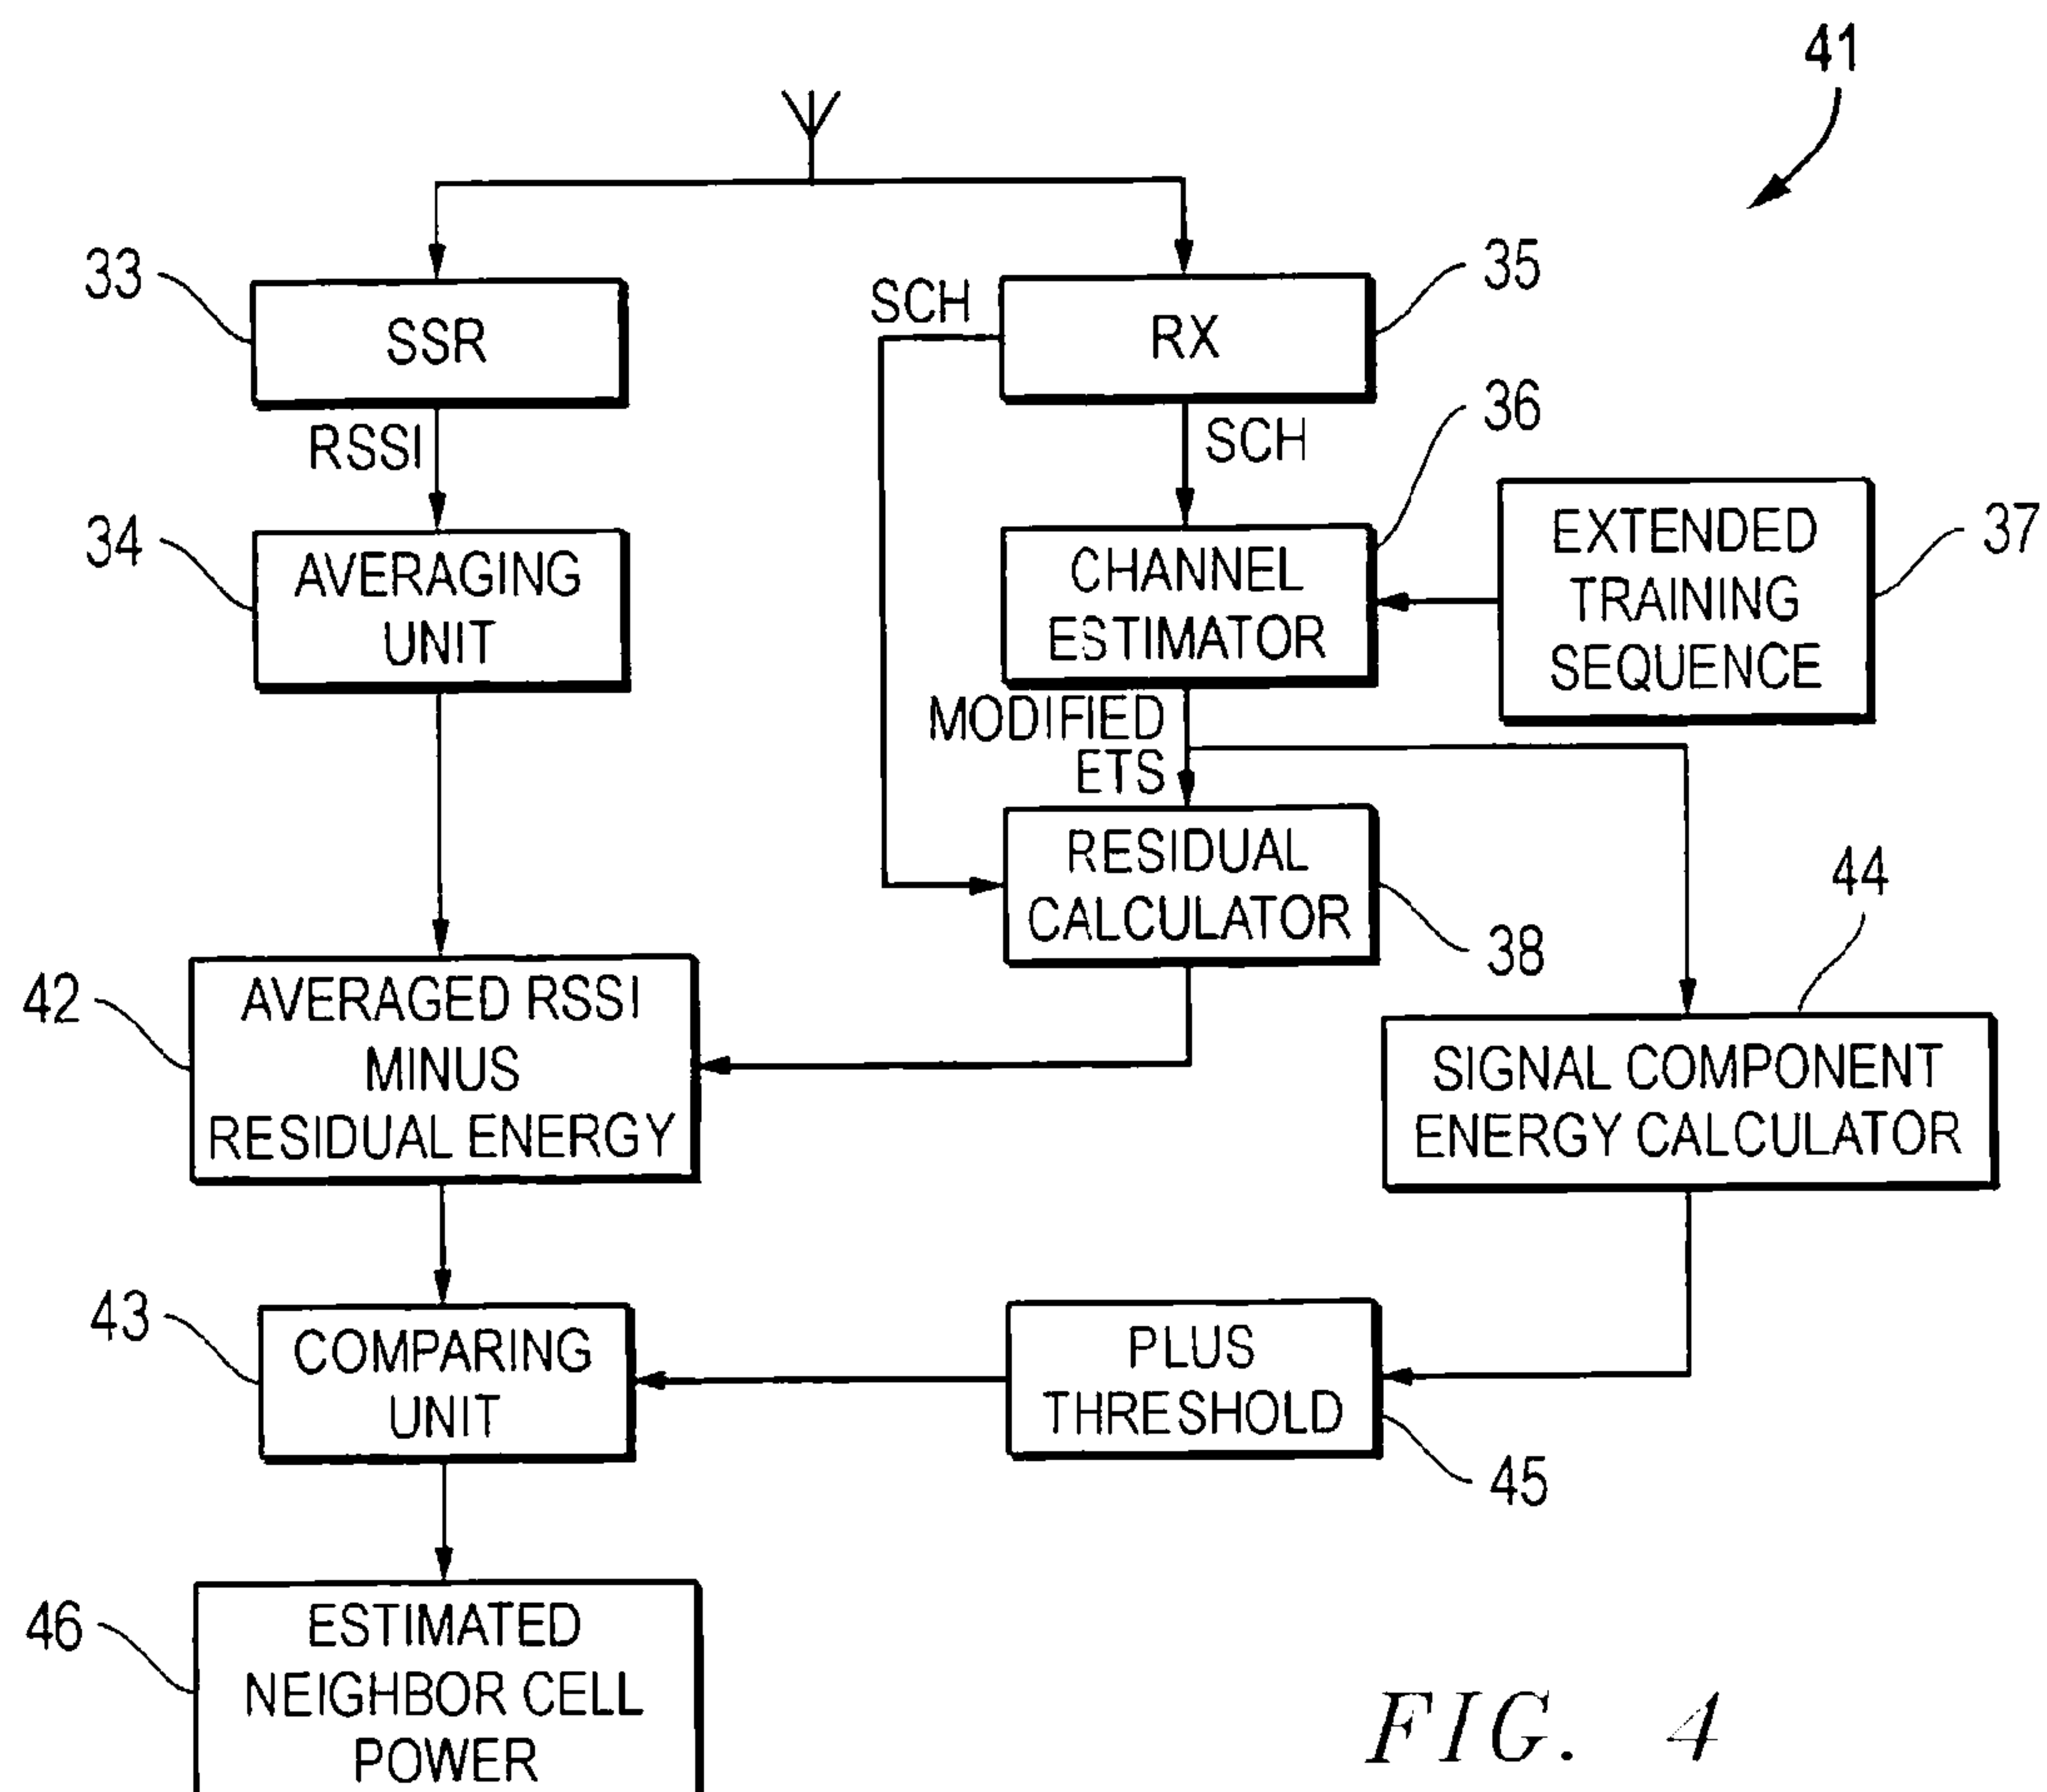 41
33
SSR
SCH
RX
35
RSSI
SCH
36
34
AVERAGING
UNIT
CHANNEL
ESTIMATOR
EXTENDED
TRAINING
SEQUENCE
37
MODIFIED
ETS
RESIDUAL
CALCULATOR
38
44
42
AVERAGED RSSI
MINUS
RESIDUAL ENERGY
SIGNAL COMPONENT
ENERGY CALCULATOR
43
COMPARING
UNIT
PLUS
THRESHOLD
45
46
ESTIMATED
NEIGHBOR CELL
POWER
FIG. 4